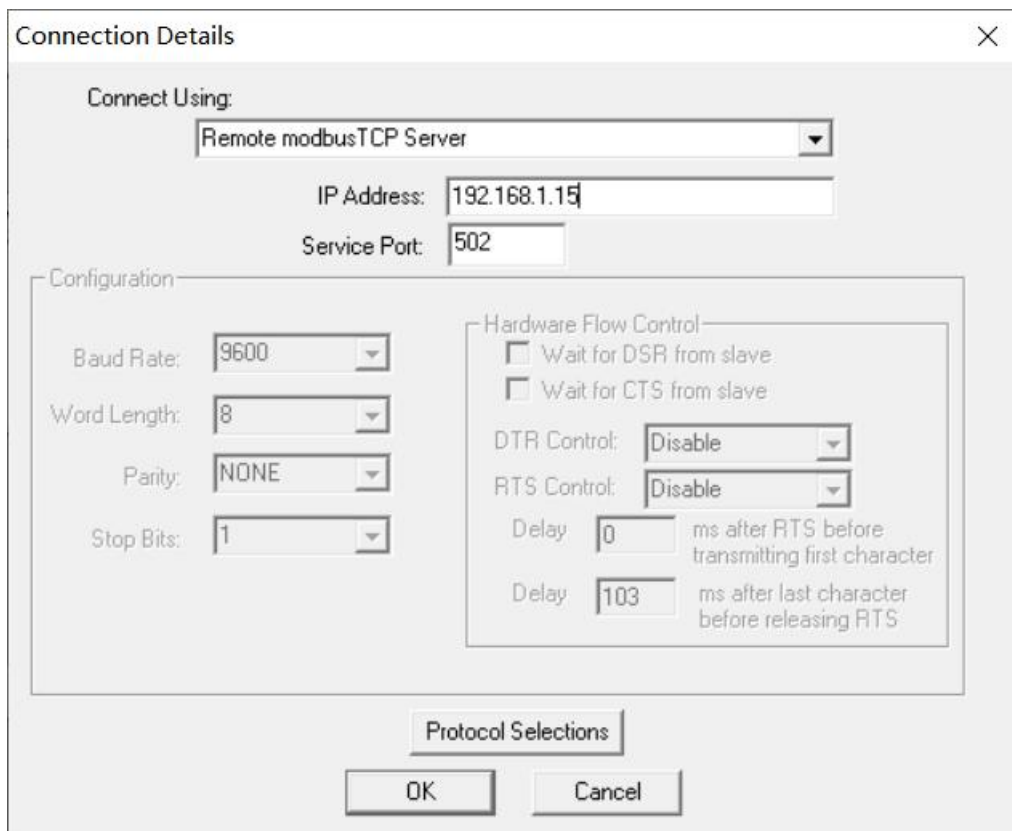 Connection Details
Connect Using:
Remote modbusTCP Server
IP Address: 192.168.1.15
Service Port: 502
Configuration
Baud Rate: 9600
Word Length: 8
Parity: NONE
Stop Bits: 1
Hardware Flow Control
Wait for DSR from slave
Wait for CTS from slave
DTR Control: Disable
RTS Control: Disable
Delay 0 ms after RTS before
transmitting first character
Delay 103 ms after last character
before releasing RTS
Protocol Selections
OK Cancel